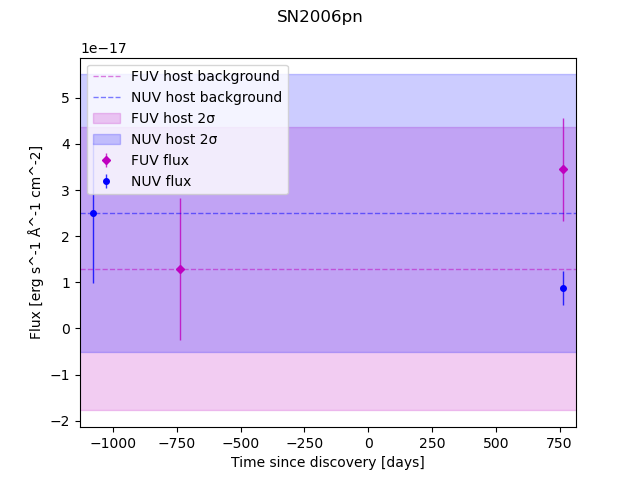 SN2006pn
1e−17
FUV host background
NUV host background
FUV host 2σ
NUV host 2σ
FUV flux
NUV flux
5
4
3
2
1
0
−1
−2
Flux [erg s^-1 Å^-1 cm^-2]
−1000 −750 −500 −250 0 250 500 750
Time since discovery [days]